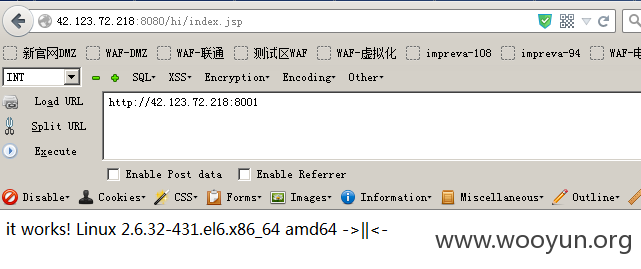 42.123.72.218:8080/hi/index.jsp
新官网DMZ WAF-DMZ WAF-联通 测试区WAF WAF-虚拟化 impreva-108 impreva-94
INT SQL▾ XSS▾ Encryption▾ Encoding▾ Other▾
Load URL http://42.123.72.218:8001
Split URL
Execute
Enable Post data Enable Referrer
Disable▾ Cookies▾ CSS▾ Forms▾ Images▾ Information▾ Miscellaneous▾ Outline▾
it works! Linux 2.6.32-431.el6.x86_64 amd64 ->||<-
www.wooyun.org